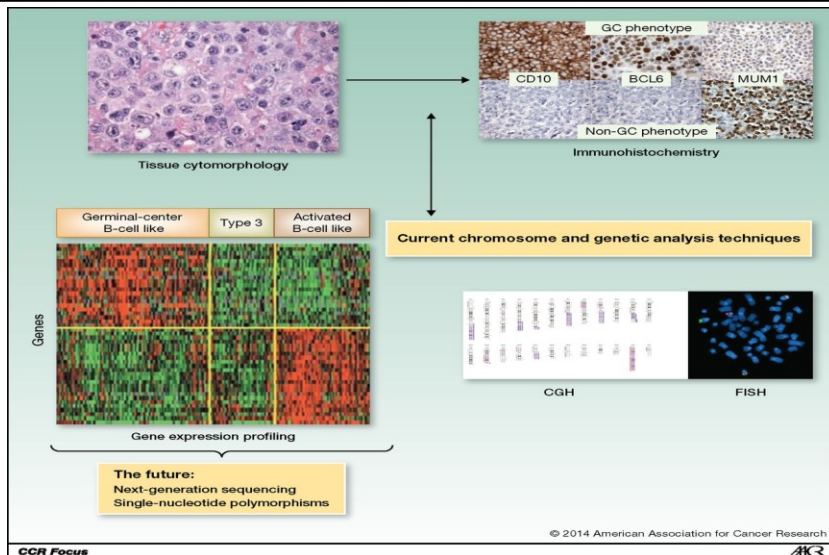 GC phenotype
CD10
BCL6
MUM1
Non-GC phenotype
Tissue cytomorphology
Immunohistochemistry
Germinal-center
B-cell like
Type 3
Activated
B-cell like
Current chromosome and genetic analysis techniques
Genes
CGH
FISH
Gene expression profiling
The future:
Next-generation sequencing
Single-nucleotide polymorphisms
© 2014 American Association for Cancer Research
CCR Focus
AACR